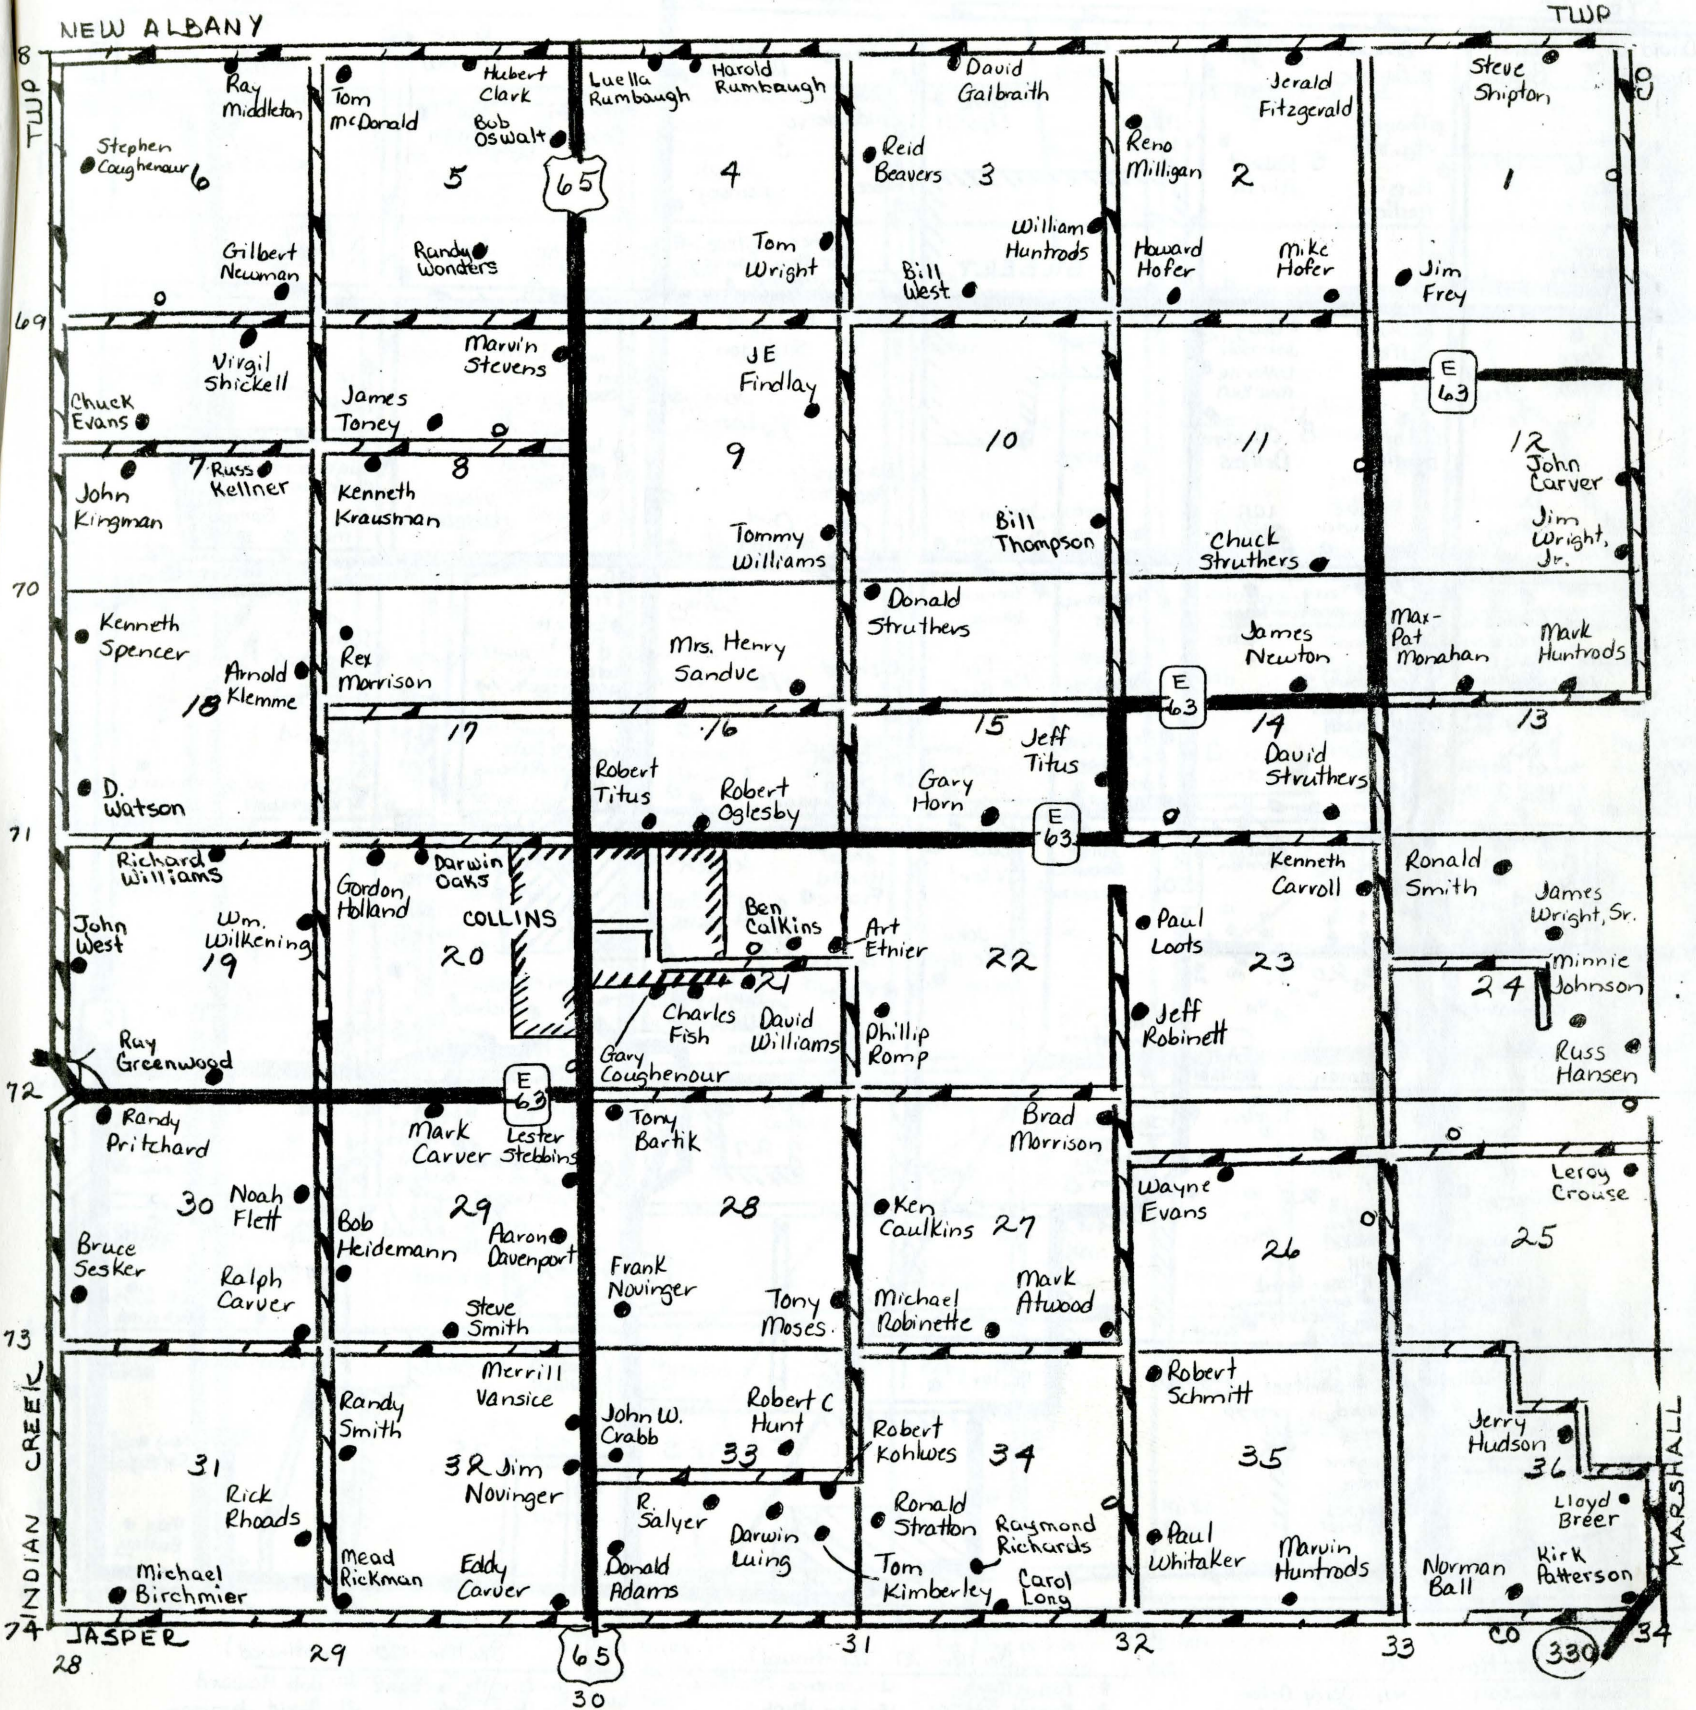 NEW ALBANY
TWP
8
TWP
CO
Ray
Middleton
Tom
McDonald
Hubert
Clark
Bob
Oswalt
Luella
Rumbaugh
Harold
Rumbaugh
David
Galbraith
Jerald
Fitzgerald
Steve
Shipton
Stephen
Coughenour
6
5
65
4
Reid
Beavers
3
Reno
Milligan
2
1
Gilbert
Newman
Randy
Wonders
Tom
Wright
Bill
West
William
Huntrods
Howard
Hofer
Mike
Hofer
Jim
Frey
69
Virgil
Shickell
Marvin
Stevens
JE
Findlay
E
63
Chuck
Evans
James
Toney
7
Russ
Kellner
8
9
10
11
12
John
Carver
John
Kingman
Kenneth
Krausman
Tommy
Williams
Bill
Thompson
Chuck
Struthers
Jim
Wright,
Jr.
70
Kenneth
Spencer
Arnold
Klemme
18
Rex
Morrison
17
Mrs. Henry
Sandve
16
Donald
Struthers
15
James
Newton
E
63
14
Max-
Pat
Monahan
Mark
Huntrods
13
D.
Watson
Robert
Titus
Robert
Oglesby
Gary
Horn
Jeff
Titus
David
Struthers
E
63
71
Richard
Williams
Gordon
Holland
Darwin
Oaks
Kenneth
Carroll
Ronald
Smith
James
Wright, Sr.
John
West
Wm.
Wilkening
19
COLLINS
20
Ben
Calkins
Art
Ethier
21
22
Paul
Loots
23
24
Minnie
Johnson
Ray
Greenwood
Gary
Coughenour
Charles
Fish
David
Williams
Phillip
Romp
Jeff
Robinett
Russ
Hansen
72
E
63
Randy
Pritchard
Mark
Carver
Lester
Stebbins
Tony
Bartik
Brad
Morrison
Wayne
Evans
Leroy
Crouse
30
Noah
Flett
29
Bob
Heidemann
Aaron
Davenport
28
Ken
Caulkins
27
26
25
Bruce
Sesker
Ralph
Carver
Steve
Smith
Frank
Novinger
Tony
Moses
Michael
Robinette
Mark
Atwood
73
INDIAN CREEK
Randy
Smith
Merrill
Vansice
John W.
Crabb
Robert C
Hunt
Robert
Kohlwes
Robert
Schmitt
Jerry
Hudson
MARSHALL
31
32
Jim
Novinger
33
34
35
36
Rick
Rhoads
R.
Salyer
Darwin
Luing
Ronald
Stratton
Raymond
Richards
Lloyd
Breer
Michael
Birchmier
Mead
Rickman
Eddy
Carver
Donald
Adams
Tom
Kimberley
Carol
Long
Paul
Whitaker
Marvin
Huntrods
Norman
Ball
Kirk
Patterson
74
JASPER
CO
330
28
29
65
30
31
32
33
34